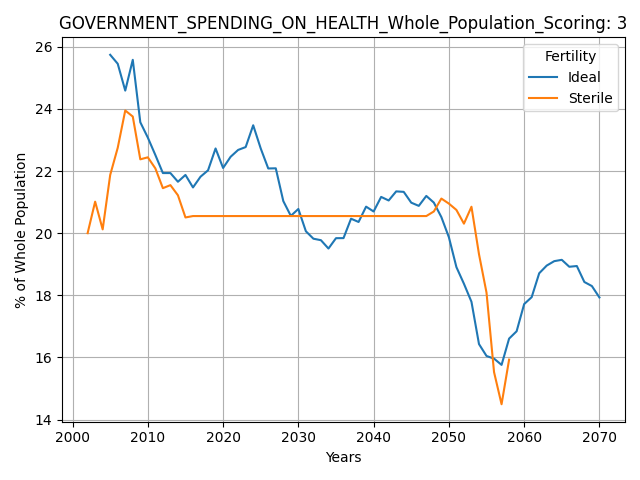 GOVERNMENT_SPENDING_ON_HEALTH_Whole_Population_Scoring: 3
Fertility
Ideal
Sterile
% of Whole Population
26
24
22
20
18
16
14
2000 2010 2020 2030 2040 2050 2060 2070
Years